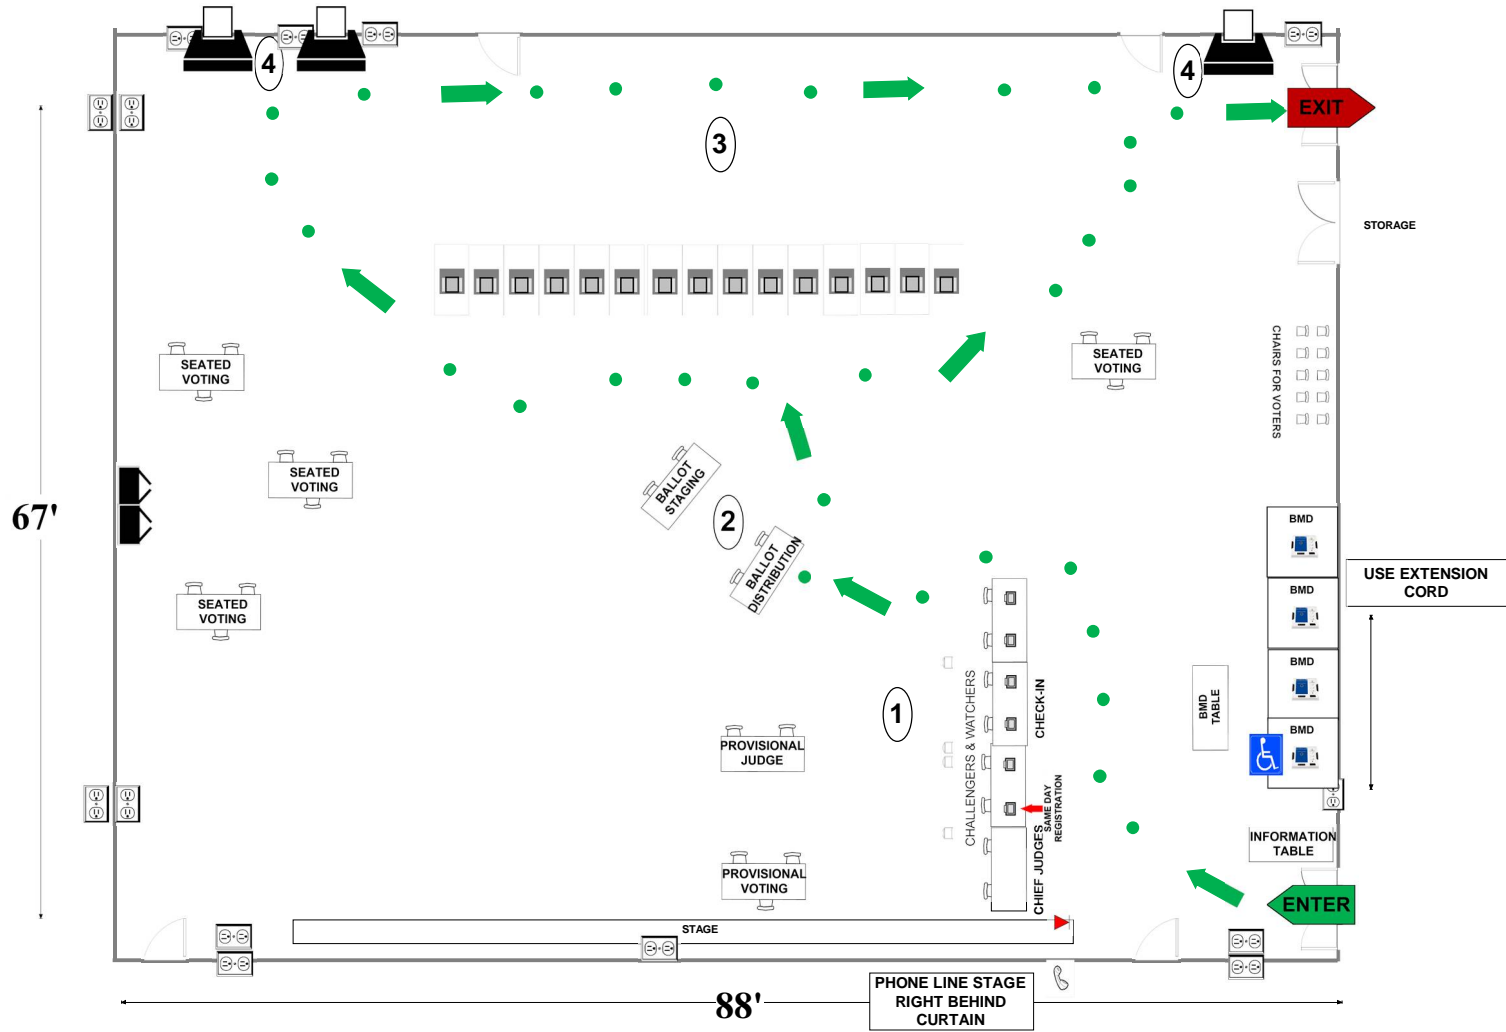 4
4
EXIT
3
STORAGE
SEATED
VOTING
SEATED
VOTING
CHAIRS FOR VOTERS
SEATED
VOTING
BALLOT
STAGING
67'
2
BMD
BALLOT
DISTRIBUTION
USE EXTENSION
CORD
BMD
SEATED
VOTING
BMD
CHALLENGERS & WATCHERS
CHECK-IN
BMD
TABLE
1
BMD
PROVISIONAL
JUDGE
SAME DAY
REGISTRATION
INFORMATION
TABLE
CHIEF JUDGES
PROVISIONAL
VOTING
ENTER
STAGE
88'
PHONE LINE STAGE
RIGHT BEHIND
CURTAIN